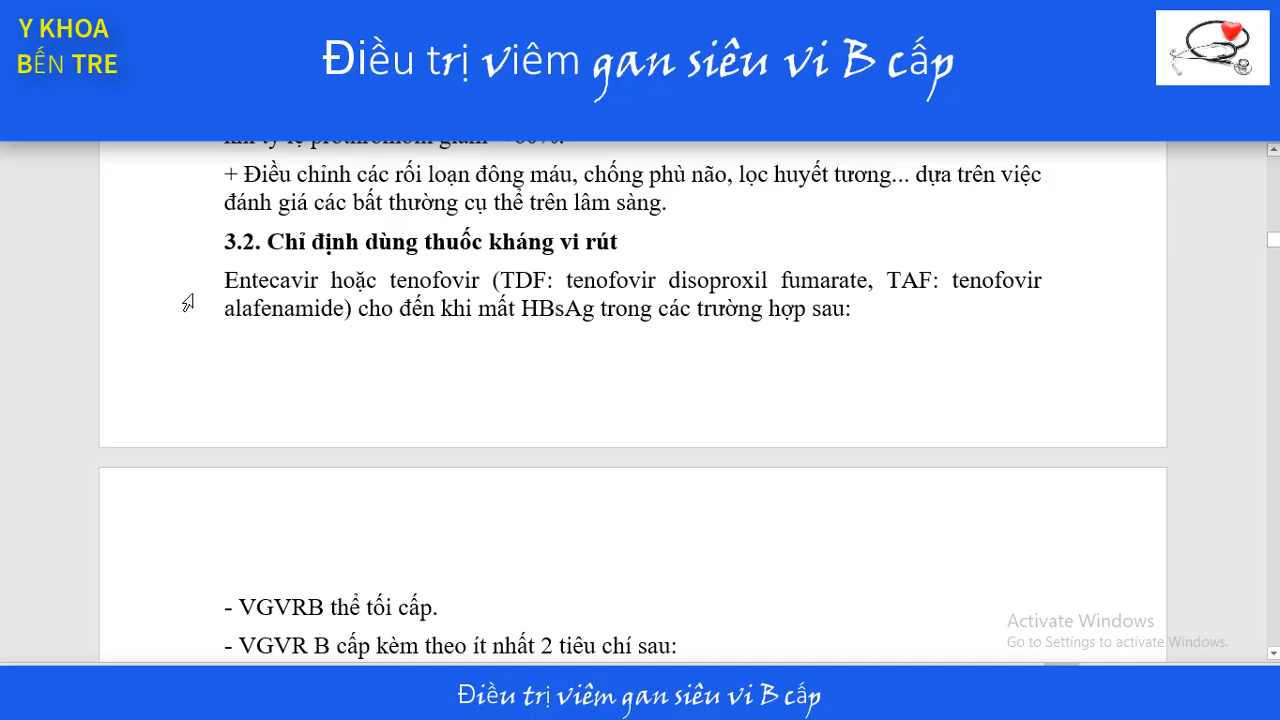 Y KHOA
BẾN TRE
Điều trị viêm gan siêu vi B cấp
+ Điều chỉnh các rối loạn đông máu, chống phù não, lọc huyết tương... dựa trên việc
đánh giá các bất thường cụ thể trên lâm sàng.
3.2. Chỉ định dùng thuốc kháng vi rút
Entecavir hoặc tenofovir (TDF: tenofovir disoproxil fumarate, TAF: tenofovir
alafenamide) cho đến khi mất HBsAg trong các trường hợp sau:
- VGVRB thể tối cấp.
- VGVR B cấp kèm theo ít nhất 2 tiêu chí sau:
Activate Windows
Go to Settings to activate Windows.
Điều trị viêm gan siêu vi B cấp